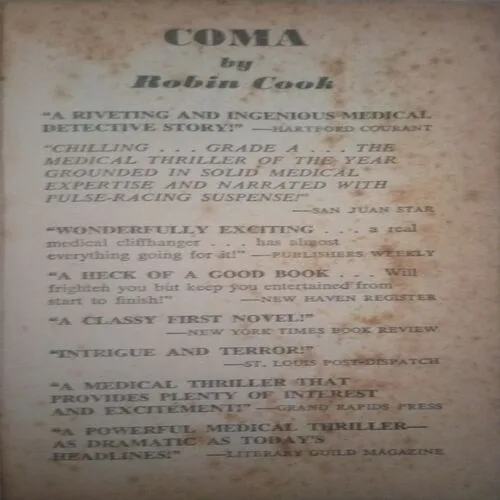 COMA
by
Robin Cook
"A RIVETING AND INGENIOUS MEDICAL
DETECTIVE STORY!" —HARTFORD COURANT
"CHILLING . . . GRADE A . . . THE
MEDICAL THRILLER OF THE YEAR
GROUNDED IN SOLID MEDICAL
EXPERTISE AND NARRATED WITH
PULSE-RACING SUSPENSE!"
—SAN JUAN STAR
"WONDERFULLY EXCITING . . . a real
medical cliffhanger . . . has almost
everything going for it!" —PUBLISHERS WEEKLY
"A HECK OF A GOOD BOOK . . . Will
frighten you but keep you entertained from
start to finish!" —NEW HAVEN REGISTER
"A CLASSY FIRST NOVEL!"
—NEW YORK TIMES BOOK REVIEW
"INTRIGUE AND TERROR!"
—ST. LOUIS POST-DISPATCH
"A MEDICAL THRILLER THAT
PROVIDES PLENTY OF INTEREST
AND EXCITEMENT!" —GRAND RAPIDS PRESS
"A POWERFUL MEDICAL THRILLER—
AS DRAMATIC AS TODAY'S
HEADLINES!" —LITERARY GUILD MAGAZINE